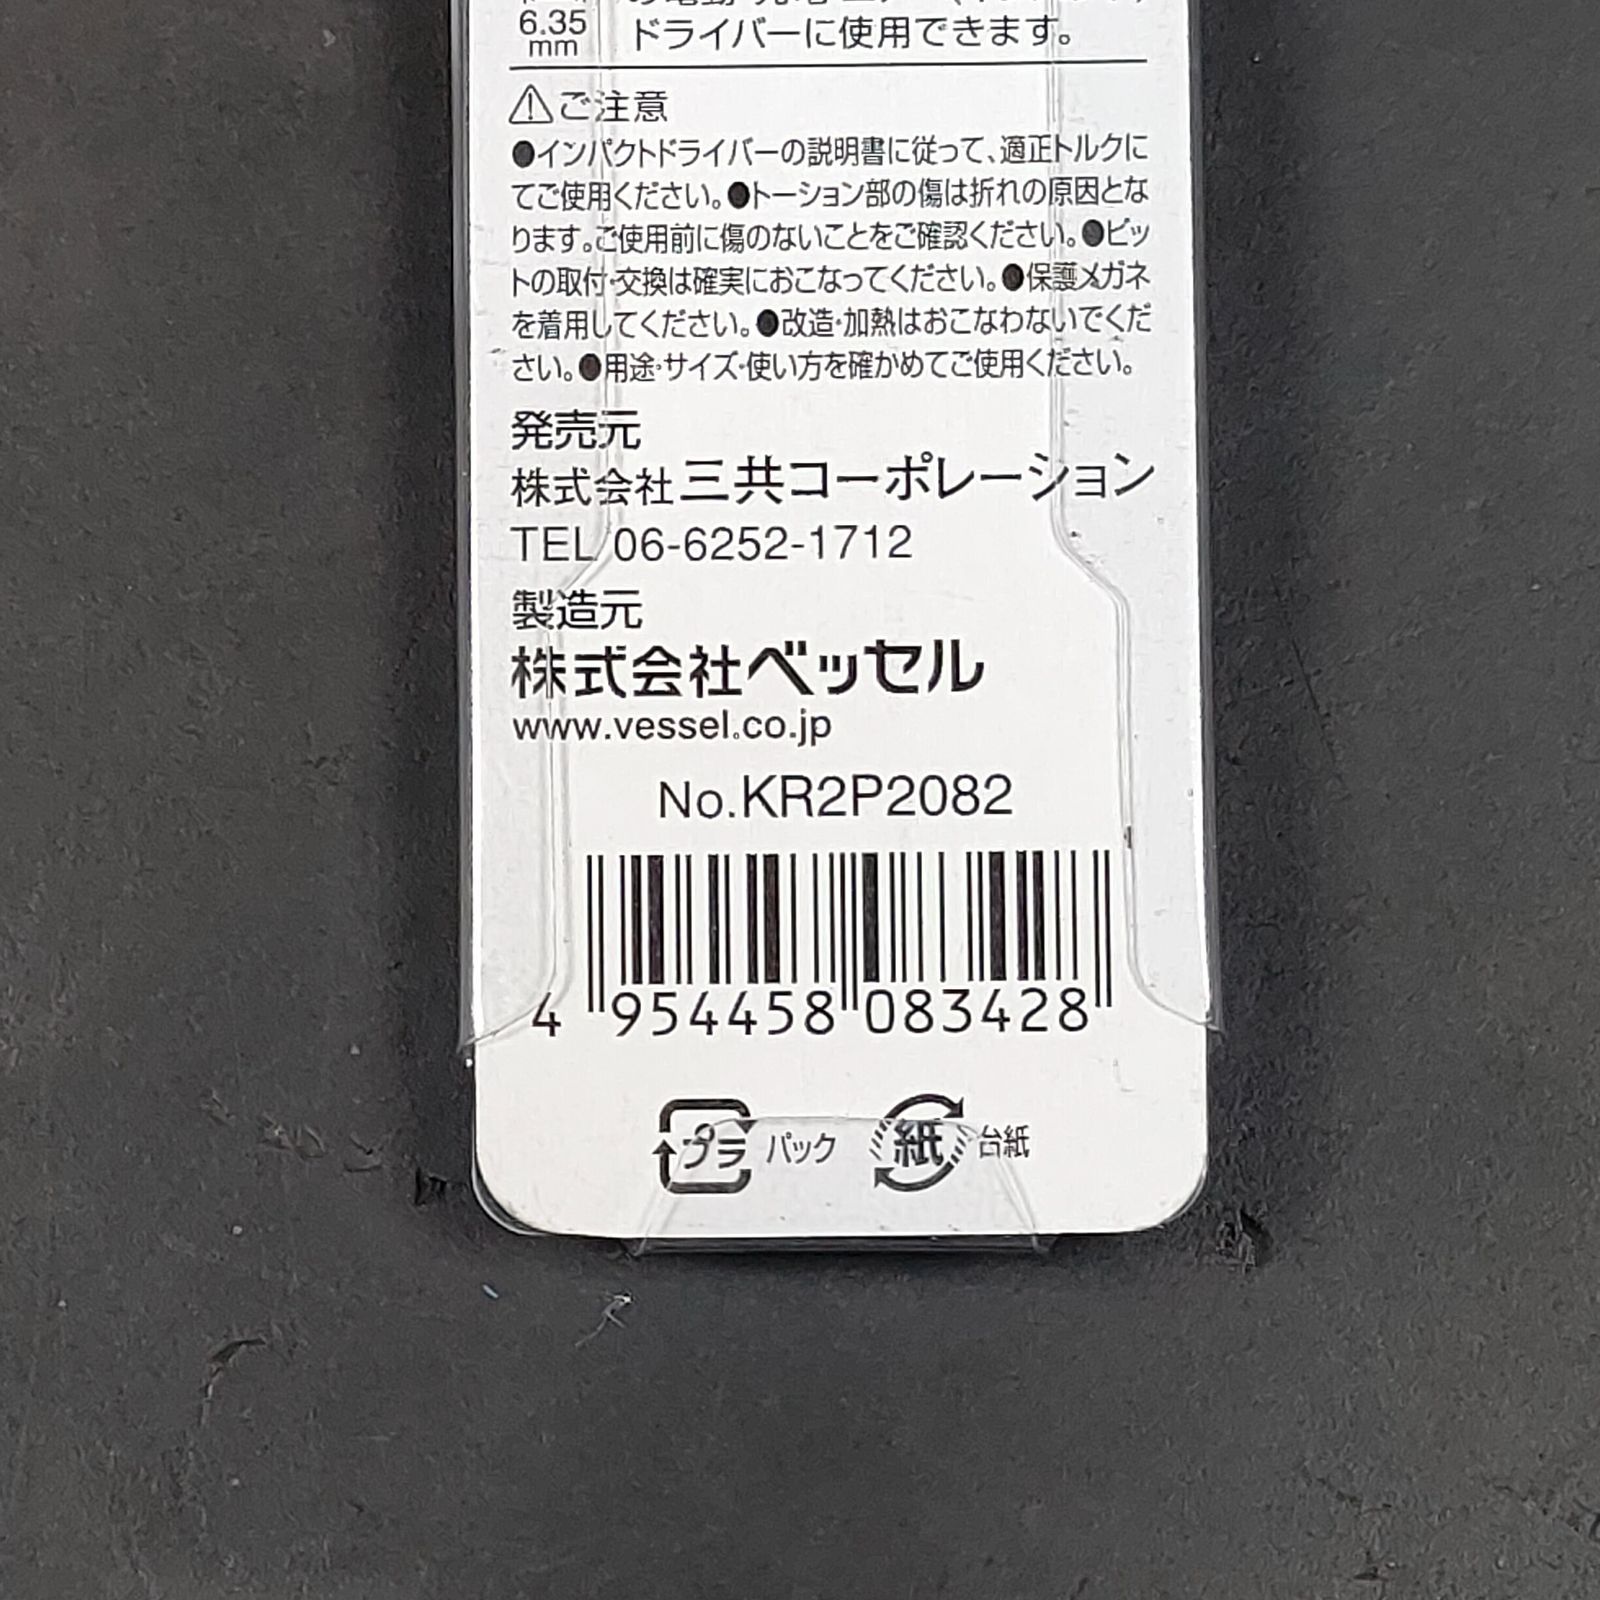 6.35
mm
ドライバーに使用できます。
ご注意
●インパクトドライバーの説明書に従って、適正トルクに
てご使用ください。●トーション部の傷は折れの原因とな
ります。ご使用前に傷のないことをご確認ください。●ビッ
トの取付・交換は確実におこなってください。●保護メガネ
を着用してください。●改造・加熱はおこなわないでくだ
さい。●用途・サイズ・使い方を確かめてご使用ください。
発売元
株式会社三共コーポレーション
TEL 06-6252-1712
製造元
株式会社ベッセル
www.vessel.co.jp
No.KR2P2082
4 954458 083428
プラ パック 紙 台紙